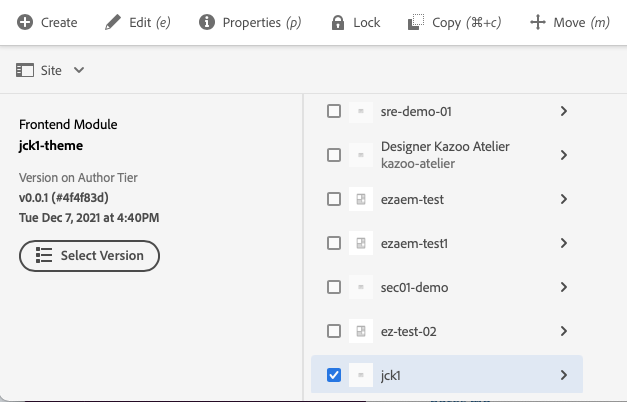 Create Edit (e) Properties (p) Lock Copy (⌘+c) Move (m)
Site
Frontend Module
jck1-theme
Version on Author Tier
v0.0.1 (#4f4f83d)
Tue Dec 7, 2021 at 4:40PM
Select Version
sre-demo-01
Designer Kazoo Atelier
kazoo-atelier
ezaem-test
ezaem-test1
sec01-demo
ez-test-02
jck1